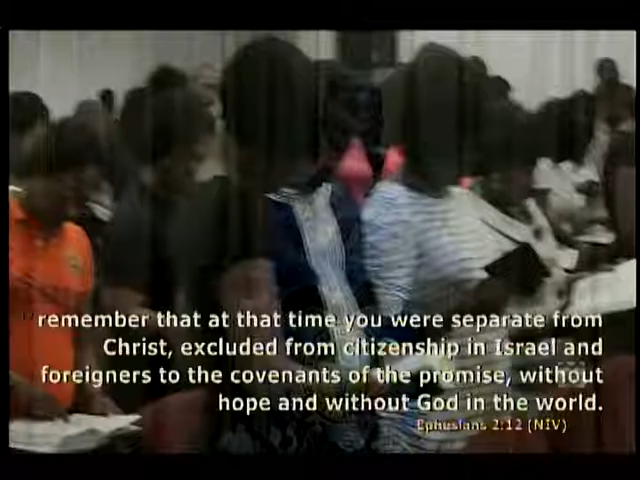 "remember that at that time you were separate from
Christ, excluded from citizenship in Israel and
foreigners to the covenants of the promise, without
hope and without God in the world.
Ephesians 2:12 (NIV)